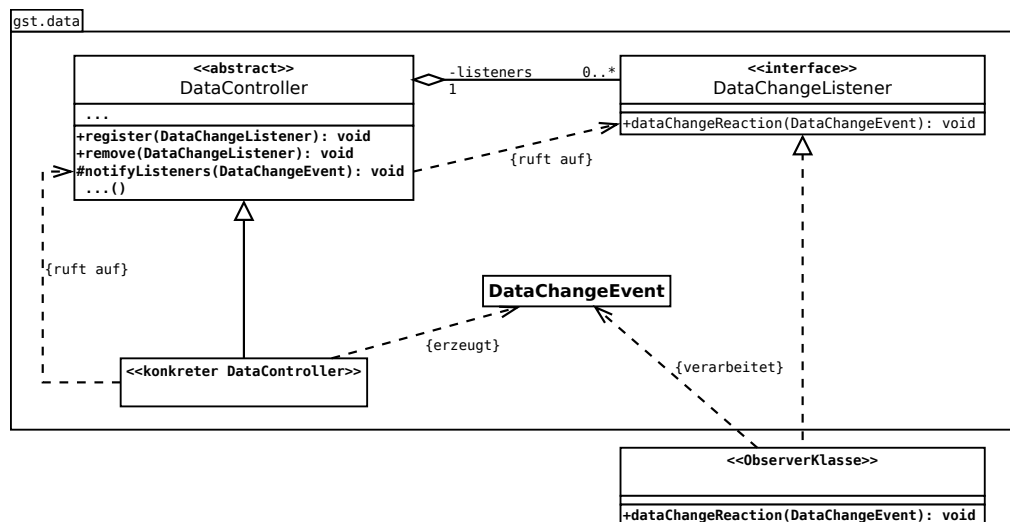 gst.data
<<abstract>>
DataController
...
+register(DataChangeListener): void
+remove(DataChangeListener): void
#notifyListeners(DataChangeEvent): void
...()
-listeners
0..*
1
<<interface>>
DataChangeListener
+dataChangeReaction(DataChangeEvent): void
{ruft auf}
{ruft auf}
DataChangeEvent
{erzeugt}
{verarbeitet}
<<konkreter DataController>>
<<ObserverKlasse>>
+dataChangeReaction(DataChangeEvent): void